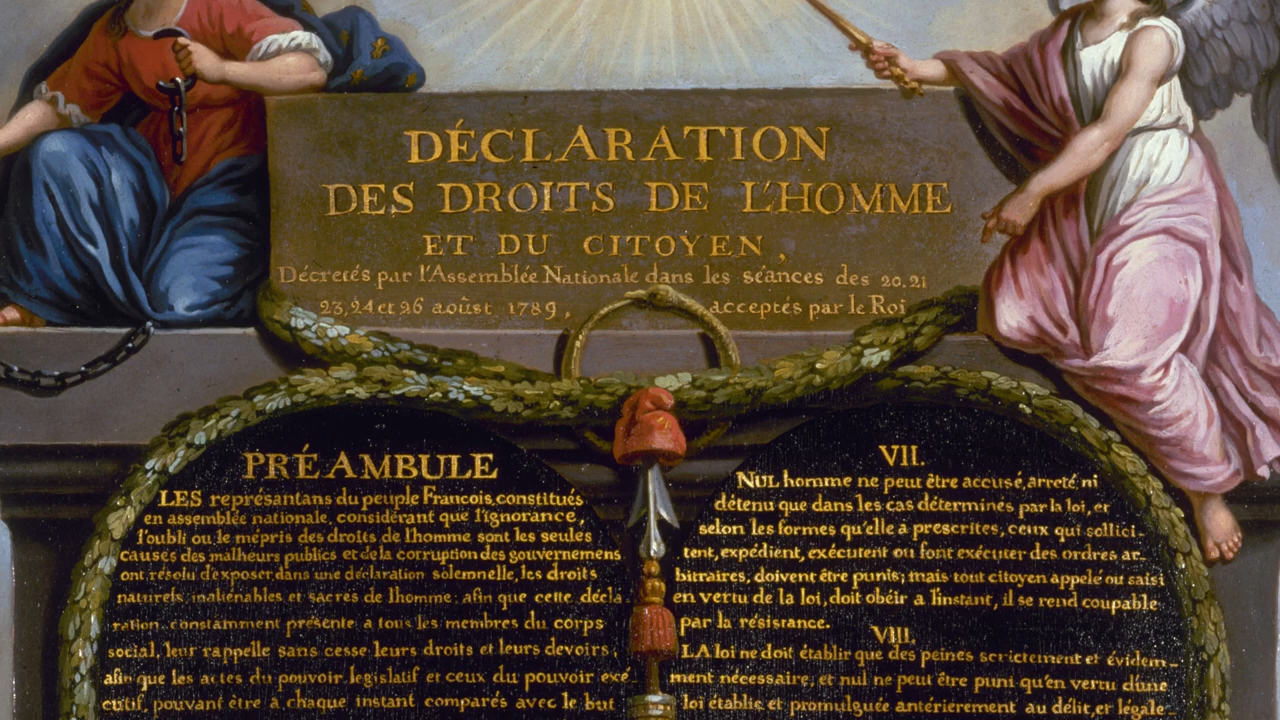 DÉCLARATION
DES DROITS DE L'HOMME
ET DU CITOYEN,
Décretés par l'Assemblée Nationale dans les séances des 20.21
23,24 et 26 août 1789, acceptés par le Roi
PRÉAMBULE
LES représantans du peuple Francois, constitués
en assemblée nationale, considérant que l'ignorance,
l'oubli ou le mépris des droits de lhomme sont les seules
causes des malheurs publics et de la corruption des gouvernemens
ont résolu d'exposer dans une déclaration solemnelle, les droits
naturels, inaliénables et sacrés de lhomme; afin que cette décla
ration constamment présente a tous les membres du corps
social, leur rappelle sans cesse leurs droits et leurs devoirs,
afin que les actes du pouvoir legislatif et ceux du pouvoir exé-
cutif, pouvant être a chaque instant comparés avec le but
VII.
NUL homme ne peut être accusé, arreté, ni
détenu que dans les cas déterminés par la loi, et
selon les formes qu'elle à prescrites, ceux qui sollici-
tent, expédient, exécutent ou font exécuter des ordres ar-
bitraires, doivent être punis; mais tout citoyen appelé ou saisi
en vertu de la loi, doit obéir a l'instant, il se rend coupable
par la résistance.
VIII.
LA loi ne doit établir que des peines scrictement et évidem-
ment nécessaire, et nul ne peut être puni qu'en vertu d'une
loi établie et promulguée antérierement au délit, et légale-